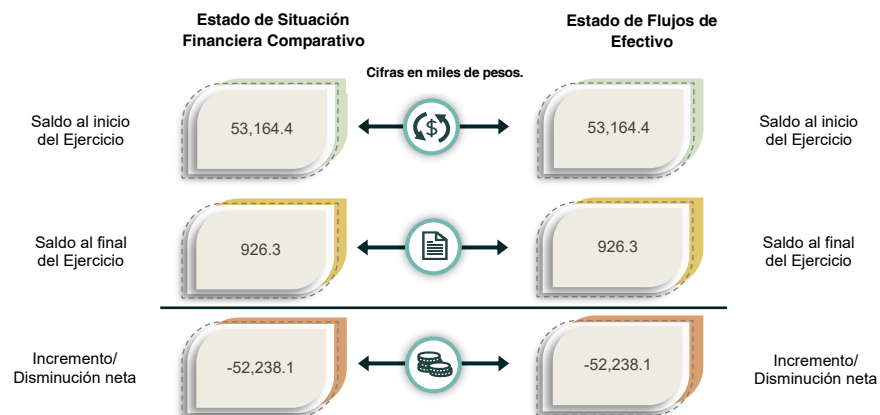 Estado de Situación
Financiera Comparativo
Estado de Flujos de
Efectivo
Cifras en miles de pesos.
Saldo al inicio
del Ejercicio
53,164.4
$
53,164.4
Saldo al inicio
del Ejercicio
Saldo al final
del Ejercicio
926.3
926.3
Saldo al final
del Ejercicio
Incremento/
Disminución neta
-52,238.1
-52,238.1
Incremento/
Disminución neta